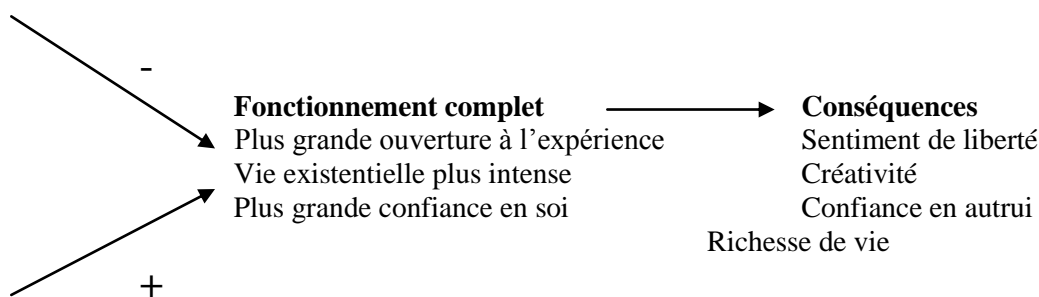 -
Fonctionnement complet
Plus grande ouverture à l’expérience
Vie existentielle plus intense
Plus grande confiance en soi
Conséquences
Sentiment de liberté
Créativité
Confiance en autrui
Richesse de vie
+